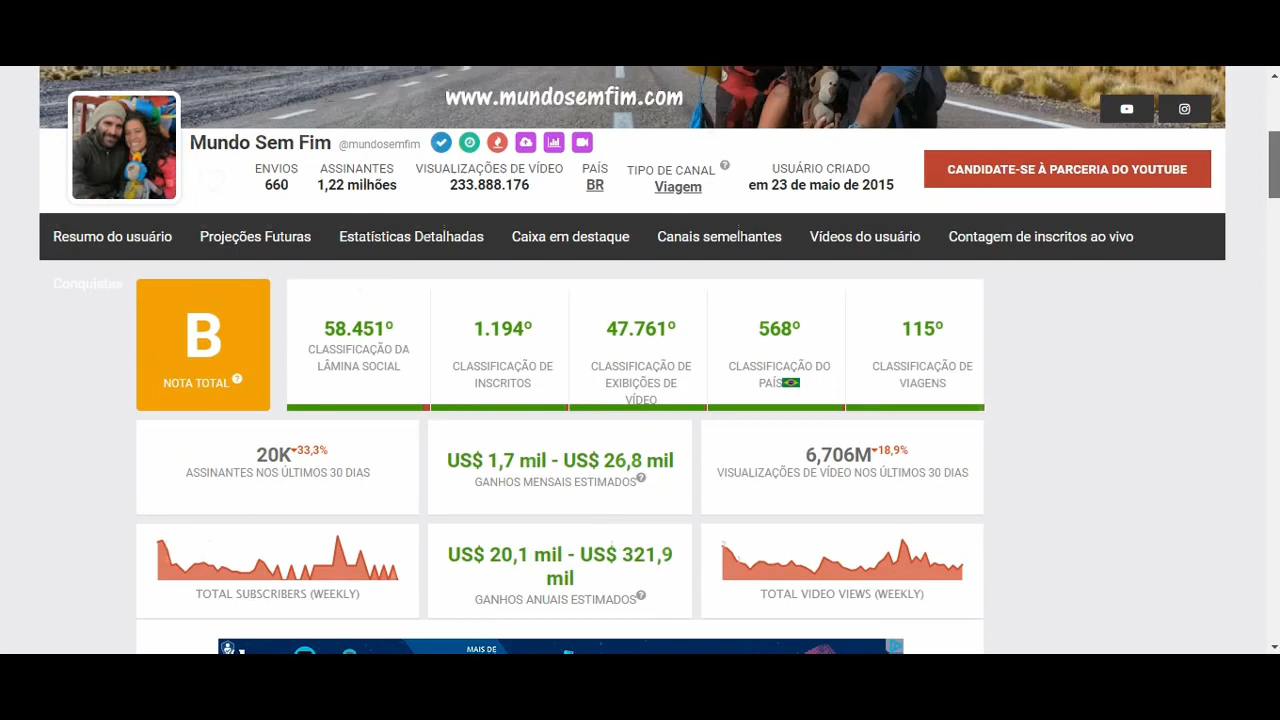 www.mundosemfim.com
Mundo Sem Fim @mundosemfim
ENVIOS
660
ASSINANTES
1,22 milhões
VISUALIZAÇÕES DE VÍDEO
233.888.176
PAÍS
BR
TIPO DE CANAL
Viagem
USUÁRIO CRIADO
em 23 de maio de 2015
CANDIDATE-SE À PARCERIA DO YOUTUBE
Resumo do usuário
Projeções Futuras
Estatísticas Detalhadas
Caixa em destaque
Canais semelhantes
Vídeos do usuário
Contagem de inscritos ao vivo
Conquistas
B
NOTA TOTAL
58.451º
CLASSIFICAÇÃO DA
LÂMINA SOCIAL
1.194º
CLASSIFICAÇÃO DE
INSCRITOS
47.761º
CLASSIFICAÇÃO DE
EXIBIÇÕES DE
VÍDEO
568º
CLASSIFICAÇÃO DO
PAÍS
115º
CLASSIFICAÇÃO DE
VIAGENS
20K 33,3%
ASSINANTES NOS ÚLTIMOS 30 DIAS
US$ 1,7 mil - US$ 26,8 mil
GANHOS MENSAIS ESTIMADOS
6,706M 18,9%
VISUALIZAÇÕES DE VÍDEO NOS ÚLTIMOS 30 DIAS
TOTAL SUBSCRIBERS (WEEKLY)
US$ 20,1 mil - US$ 321,9
mil
GANHOS ANUAIS ESTIMADOS
TOTAL VIDEO VIEWS (WEEKLY)
MAIS DE